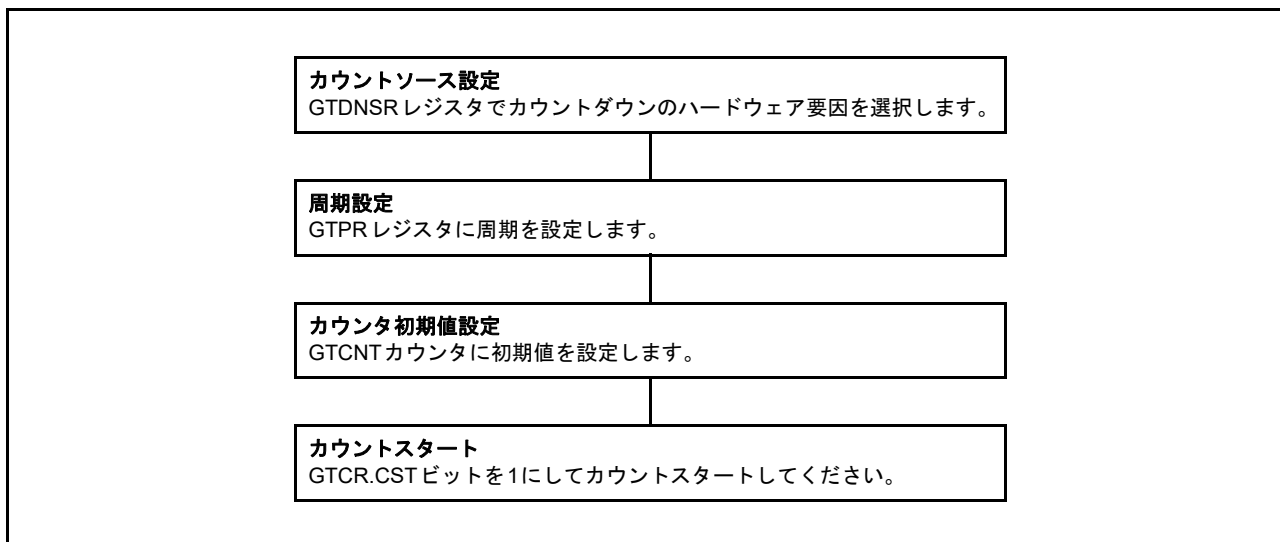 カウントソース設定
GTDNSRレジスタでカウントダウンのハードウェア要因を選択します。
周期設定
GTPRレジスタに周期を設定します。
カウンタ初期値設定
GTCNTカウンタに初期値を設定します。
カウントスタート
GTCR.CSTビットを1にしてカウントスタートしてください。